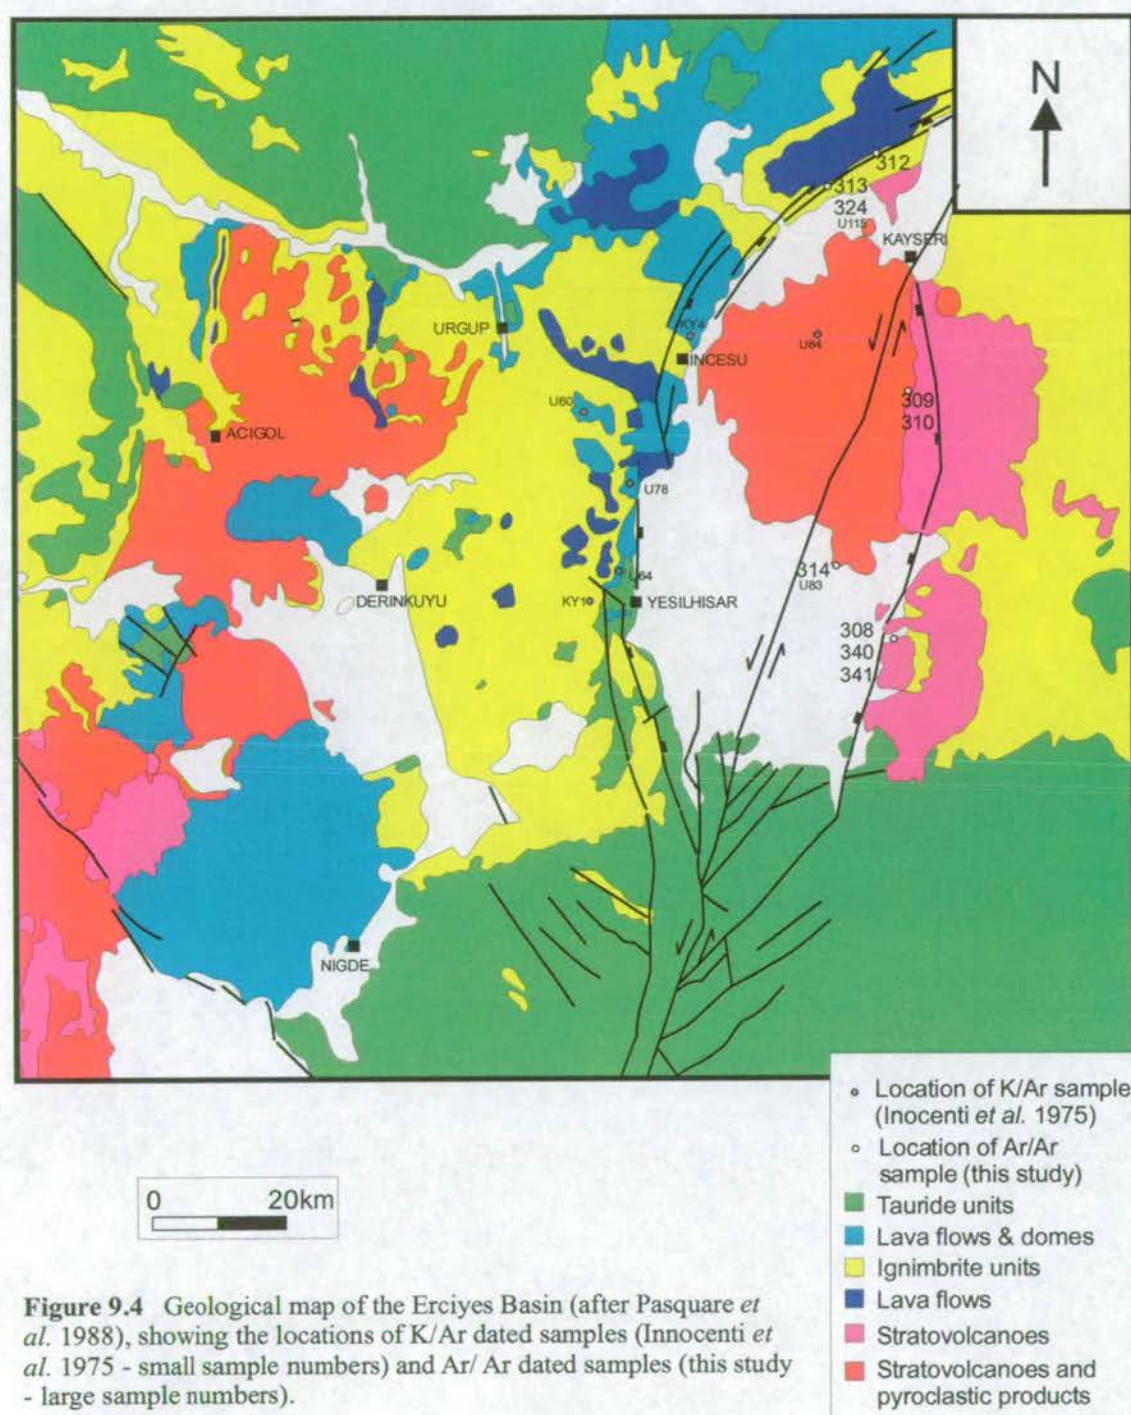 N
312
313
324
U115
KAYSERI
URGUP
KY4
INCESU
U84
U60
309
310
ACIGOL
U78
314
U83
U64
DERINKUYU
KY1
YESILHISAR
308
340
341
NIGDE
Location of K/Ar sample
(Inocenti et al. 1975)
Location of Ar/Ar
sample (this study)
Tauride units
Lava flows & domes
Ignimbrite units
Lava flows
Stratovolcanoes
Stratovolcanoes and
pyroclastic products
0 20km
Figure 9.4 Geological map of the Erciyes Basin (after Pasquare et
al. 1988), showing the locations of K/Ar dated samples (Innocenti et
al. 1975 - small sample numbers) and Ar/ Ar dated samples (this study
- large sample numbers).